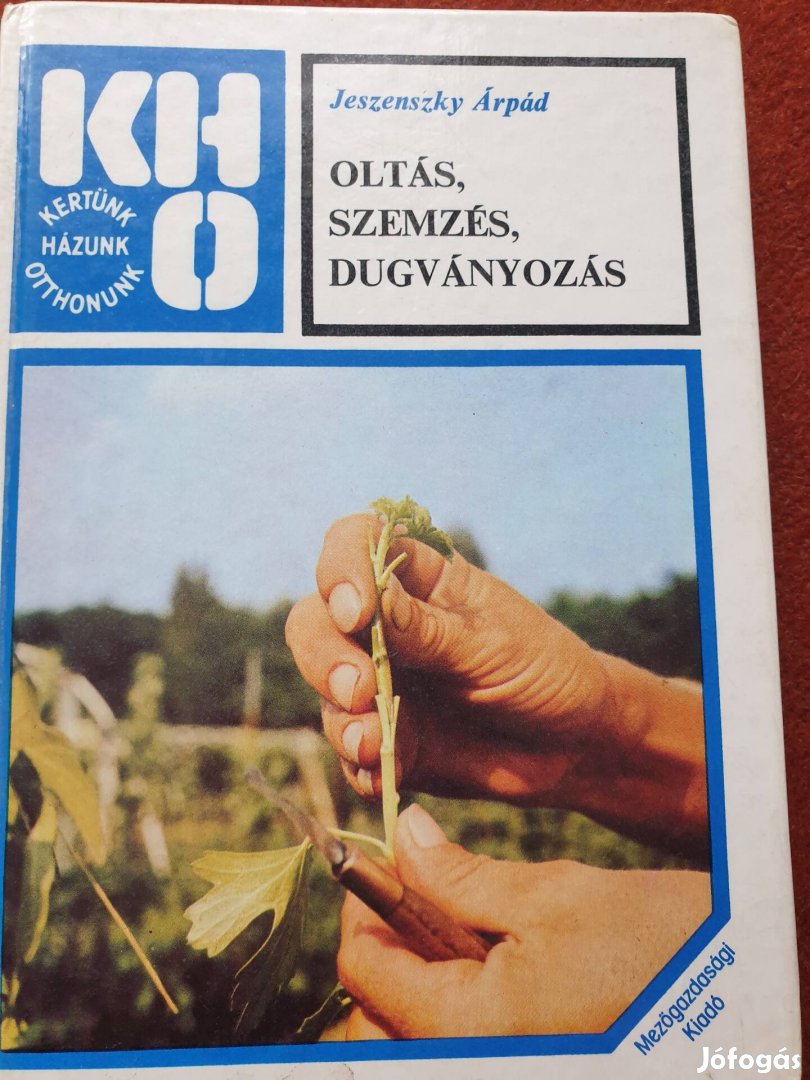 KH
O
KERTÜNK
HÁZUNK
OTTHONUNK
Jeszenszky Árpád
OLTÁS,
SZEMZÉS,
DUGVÁNYOZÁS
Mezőgazdasági
Kiadó
Jófogás